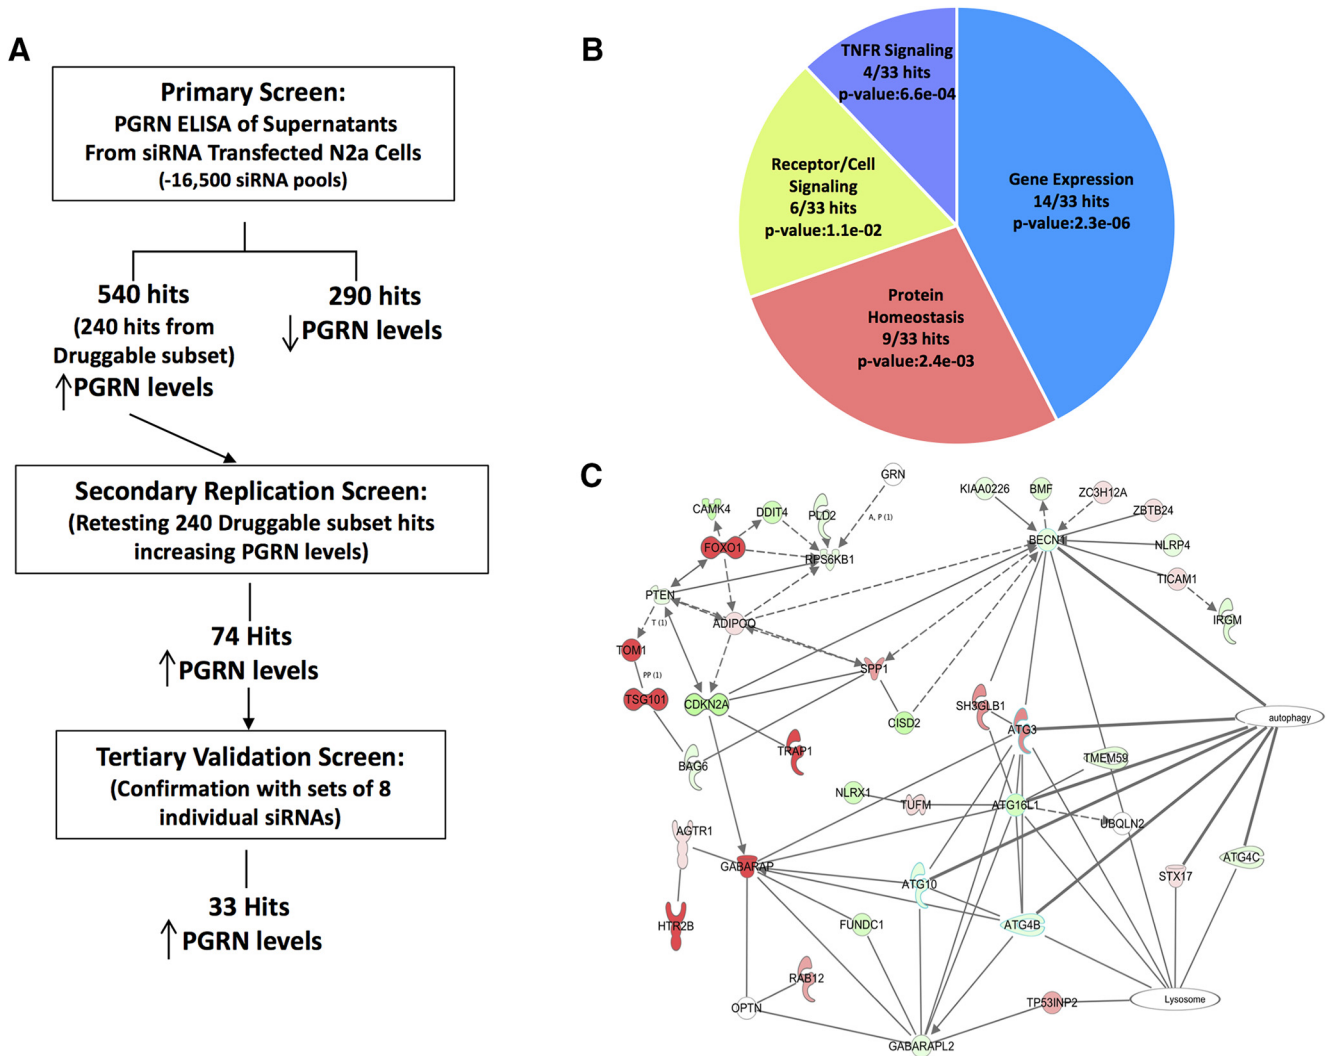 A
Primary Screen:
PGRN ELISA of Supernatants
From siRNA Transfected N2a Cells
(-16,500 siRNA pools)
540 hits
(240 hits from
Druggable subset)
PGRN levels
290 hits
PGRN levels
Secondary Replication Screen:
(Retesting 240 Druggable subset hits
increasing PGRN levels)
74 Hits
PGRN levels
Tertiary Validation Screen:
(Confirmation with sets of 8
individual siRNAs)
33 Hits
PGRN levels
B
TNFR Signaling
4/33 hits
p-value:6.6e-04
Gene Expression
14/33 hits
p-value:2.3e-06
Receptor/Cell
Signaling
6/33 hits
p-value:1.1e-02
Protein
Homeostasis
9/33 hits
p-value:2.4e-03
C
GRN
KIAA0226
BMF
ZC3H12A
CAMK4
DDIT4
PLD2
A, P (1)
ZBTB24
FOXO1
RPS6KB1
BECN1
NLRP4
TICAM1
PTEN
T (1)
ADIPOQ
IRGM
TOM1
PP (1)
SPP1
TSG101
CDKN2A
SH3GLB1
CISD2
ATG3
autophagy
TRAP1
BAG6
TMEM59
NLRX1
TUFM
ATG16L1
UBQLN2
AGTR1
GABARAP
ATG10
STX17
ATG4C
HTR2B
FUNDC1
ATG4B
RAB12
OPTN
TP53INP2
Lysosome
GABARAPL2